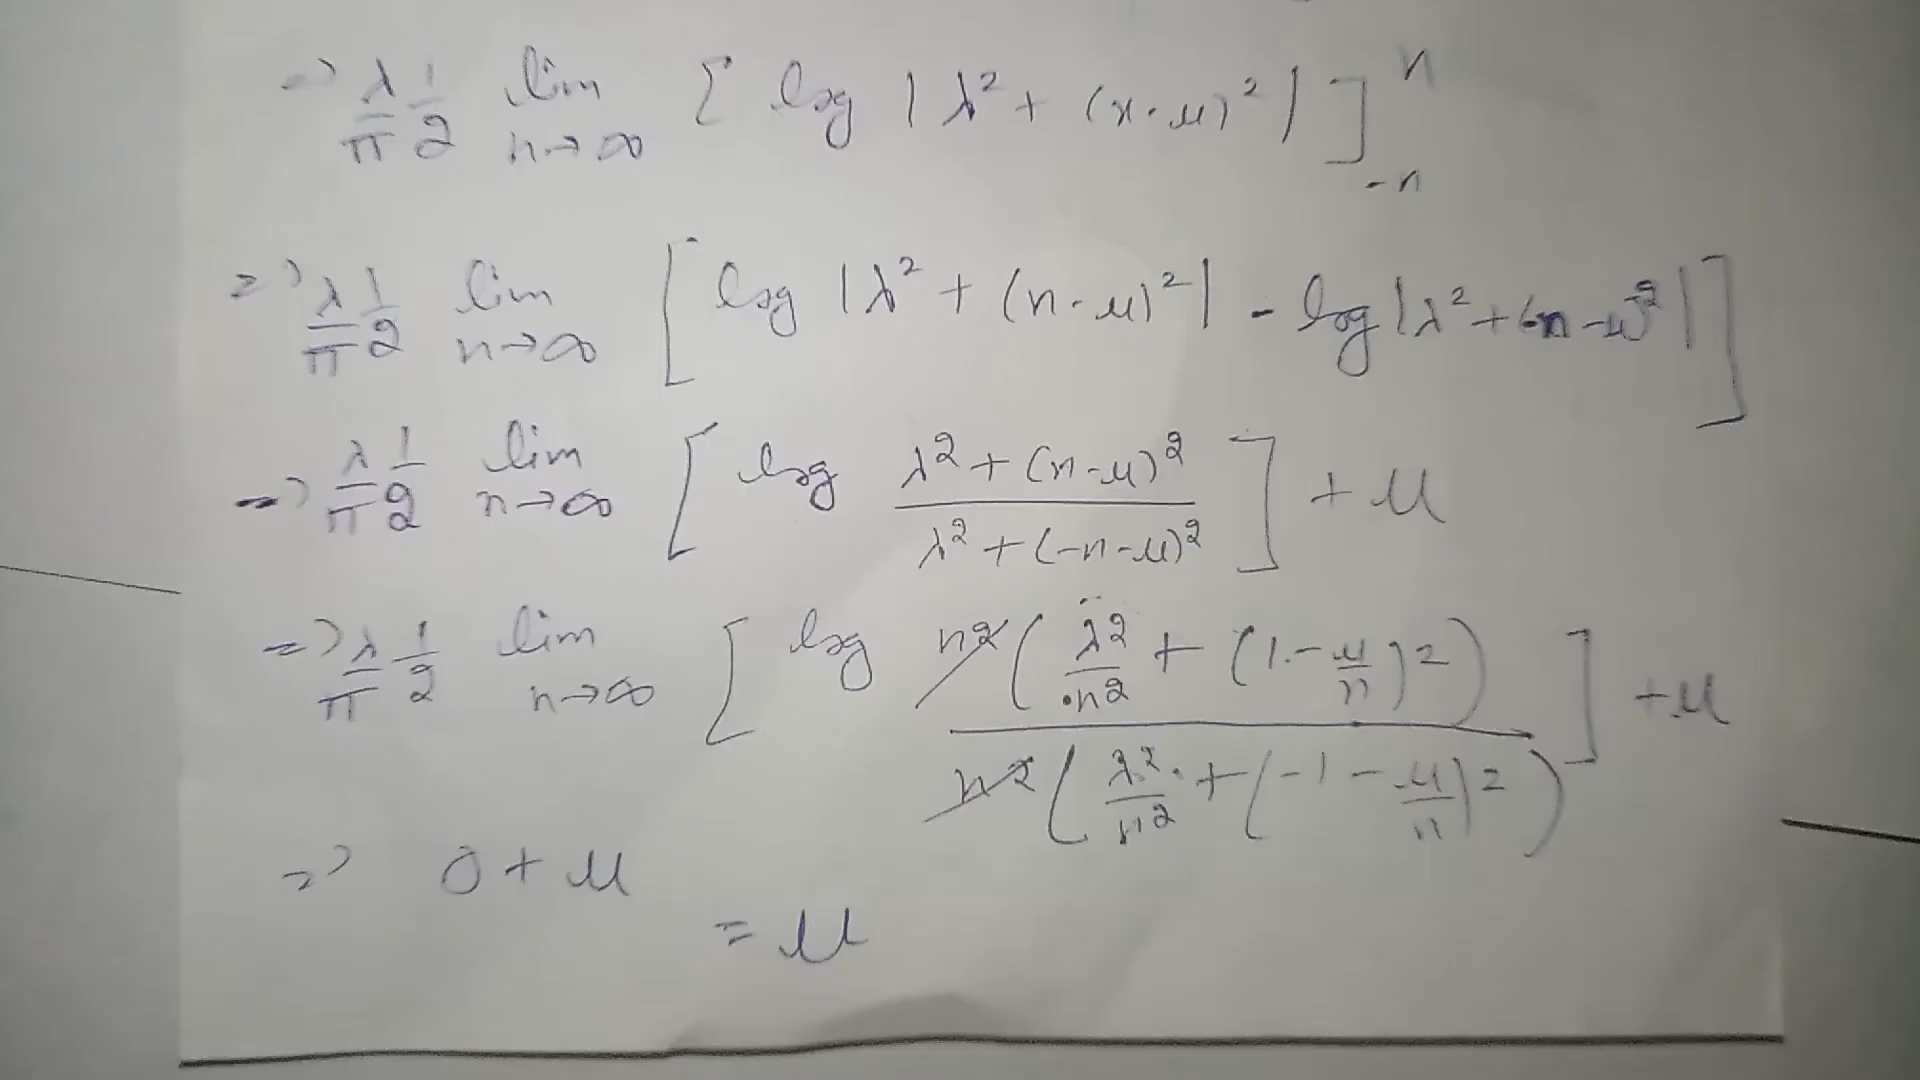 ⇒ λ/π 1/2 lim n→∞ [ log | λ² + (x-μ)² | ]ⁿ₋ₙ
⇒ λ/π 1/2 lim n→∞ [ log | λ² + (n-μ)² | - log | λ² + (-n-μ)² | ]
⇒ λ/π 1/2 lim n→∞ [ log (λ² + (n-μ)²) / (λ² + (-n-μ)²) ] + μ
⇒ λ/π 1/2 lim n→∞ [ log n² ( λ²/n² + (1-μ/n)² ) / n² ( λ²/n² + (-1-μ/n)² ) ] + μ
⇒ 0 + μ
= μ